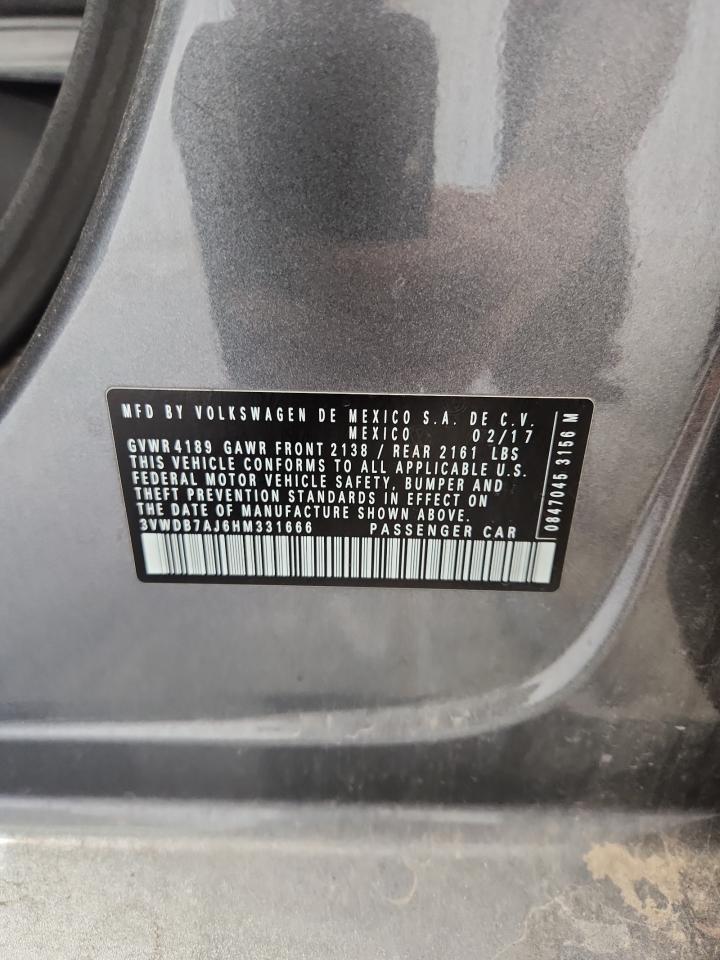 MFD BY VOLKSWAGEN DE MEXICO S.A. DE C.V.
MEXICO 02/17
GVWR 4189 GAWR FRONT 2138 / REAR 2161 LBS
THIS VEHICLE CONFORMS TO ALL APPLICABLE U.S.
FEDERAL MOTOR VEHICLE SAFETY, BUMPER AND
THEFT PREVENTION STANDARDS IN EFFECT ON
THE DATE OF MANUFACTURE SHOWN ABOVE.
3VWDB7AJ6HM331666 PASSENGER CAR
0847045 3156 M